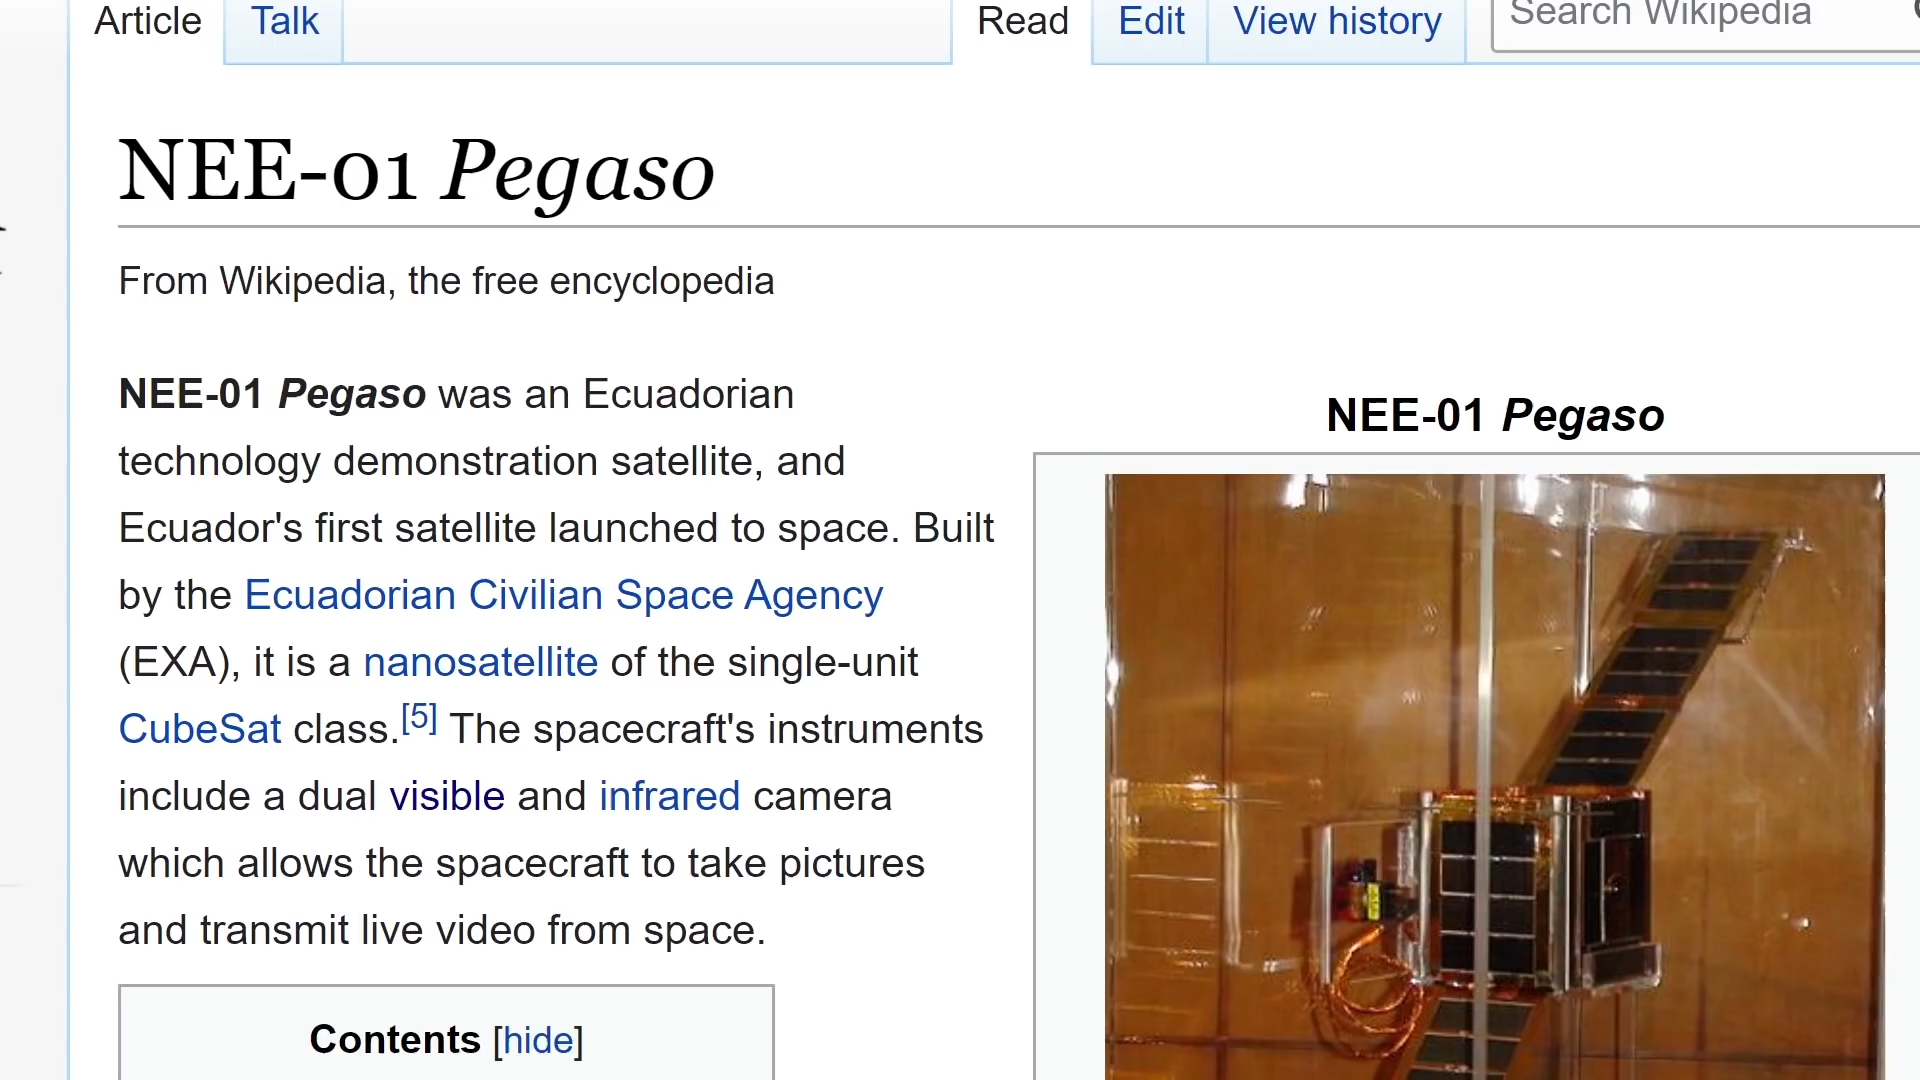 Article Talk Read Edit View history Search Wikipedia
NEE-01 Pegaso
From Wikipedia, the free encyclopedia
NEE-01 Pegaso was an Ecuadorian
technology demonstration satellite, and
Ecuador's first satellite launched to space. Built
by the Ecuadorian Civilian Space Agency
(EXA), it is a nanosatellite of the single-unit
CubeSat class.[5] The spacecraft's instruments
include a dual visible and infrared camera
which allows the spacecraft to take pictures
and transmit live video from space.
Contents [hide]
NEE-01 Pegaso